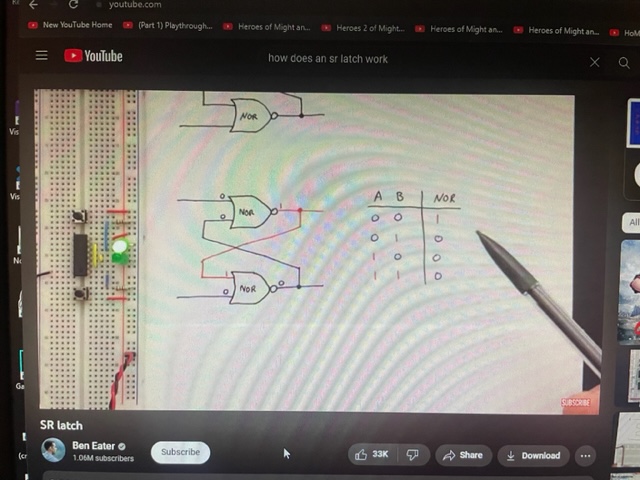 youtube.com
New YouTube Home
(Part 1) Playthrough...
Heroes of Might an...
Heroes 2 of Might...
Heroes of Might an...
Heroes of Might an...
HoM
YouTube
how does an sr latch work
Vis
Vis
All
NOR
0
NOR
1
0
1
NOR
0
0
A B NOR
0 0 1
0 1 0
1 0 0
1 1 0
SUBSCRIBE
SR latch
Ben Eater
1.06M subscribers
Subscribe
33K
Share
Download
...